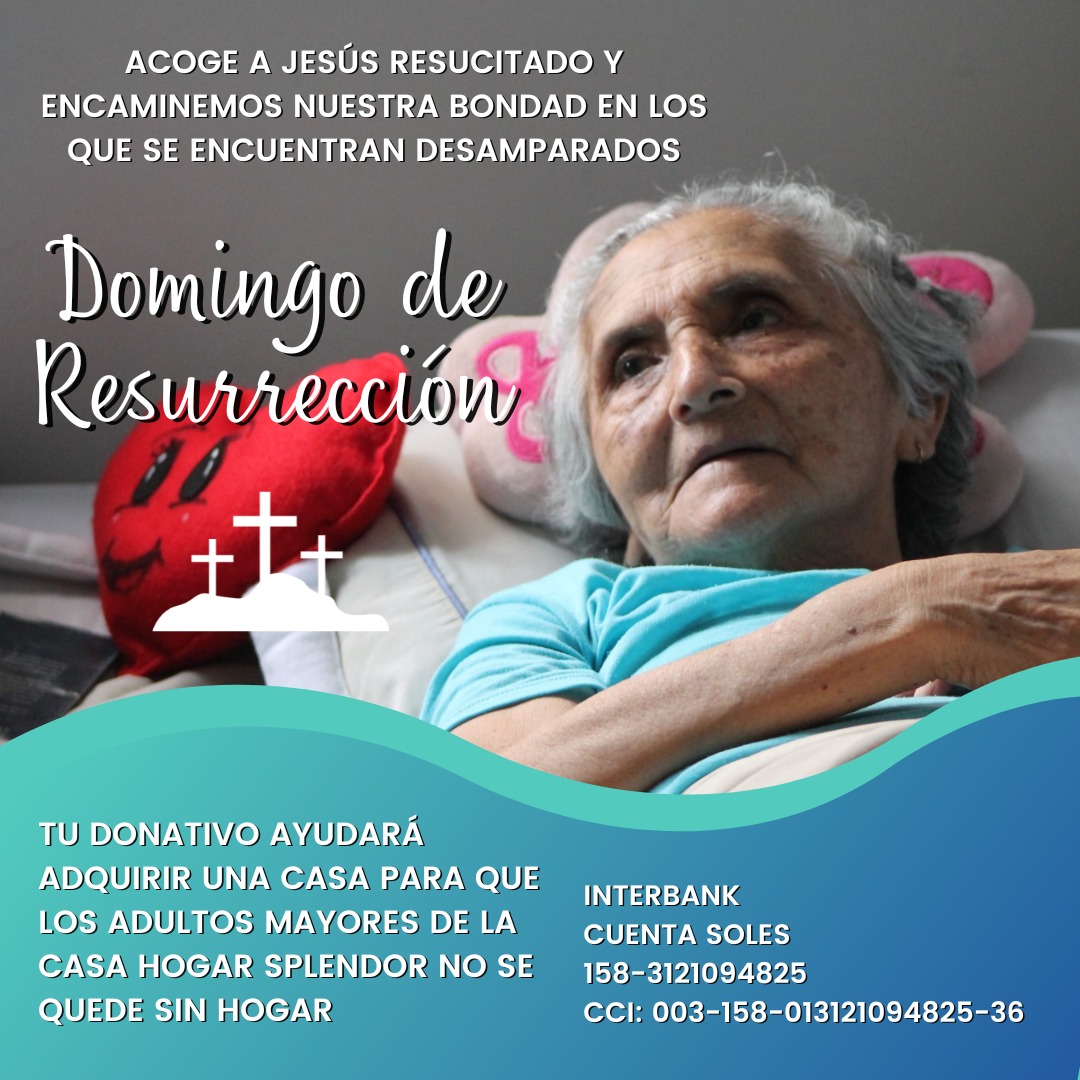 ACOGE A JESÚS RESUCITADO Y
ENCAMINEMOS NUESTRA BONDAD EN LOS
QUE SE ENCUENTRAN DESAMPARADOS
Domingo de
Resurrección
TU DONATIVO AYUDARÁ
ADQUIRIR UNA CASA PARA QUE
LOS ADULTOS MAYORES DE LA
CASA HOGAR SPLENDOR NO SE
QUEDE SIN HOGAR
INTERBANK
CUENTA SOLES
158-3121094825
CCI: 003-158-013121094825-36